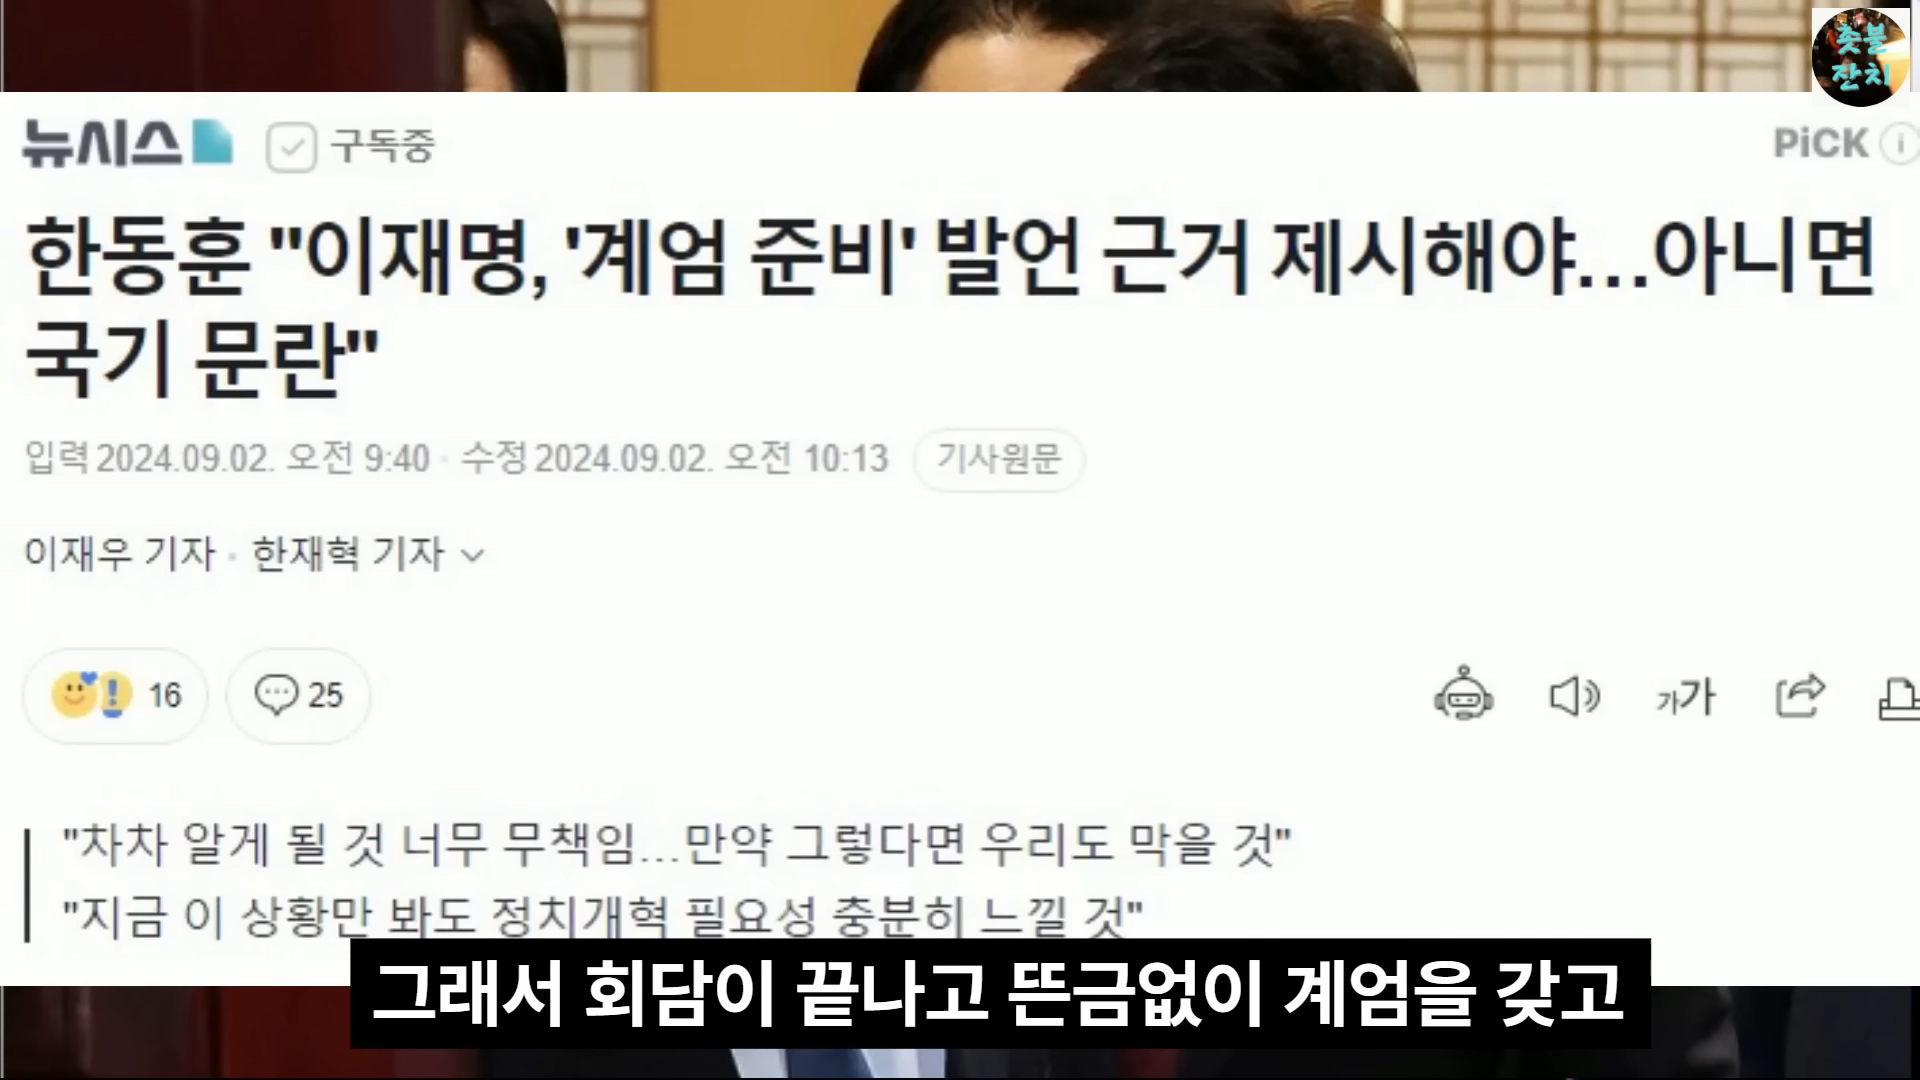 촛불
잔치
뉴시스 구독중 PiCK
한동훈 "이재명, '계엄 준비' 발언 근거 제시해야…아니면
국기 문란"
입력 2024.09.02. 오전 9:40 · 수정 2024.09.02. 오전 10:13 기사원문
이재우 기자 · 한재혁 기자
16 25 가가
"차차 알게 될 것 너무 무책임…만약 그렇다면 우리도 막을 것"
"지금 이 상황만 봐도 정치개혁 필요성 충분히 느낄 것"
그래서 회담이 끝나고 뜬금없이 계엄을 갖고